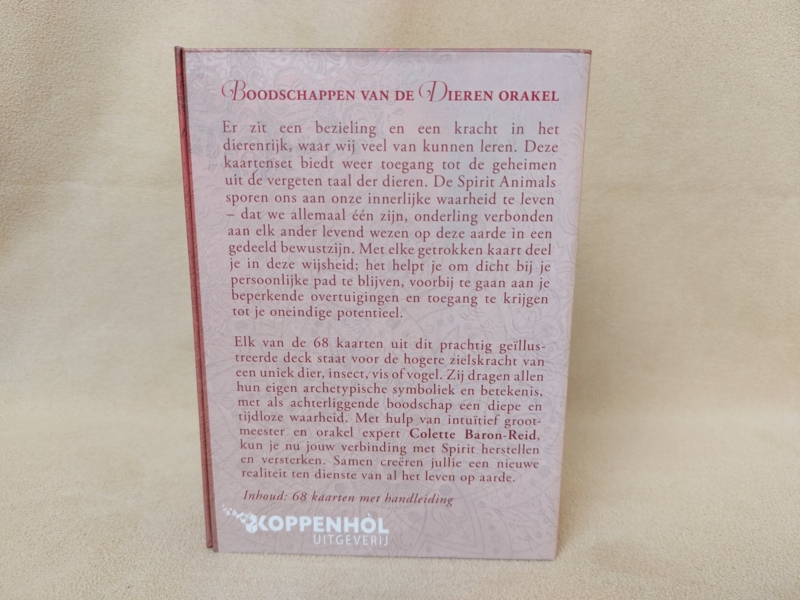 BOODSCHAPPEN VAN DE DIEREN ORAKEL
Er zit een bezieling en een kracht in het
dierenrijk, waar wij veel van kunnen leren. Deze
kaartenset biedt weer toegang tot de geheimen
uit de vergeten taal der dieren. De Spirit Animals
sporen ons aan onze innerlijke waarheid te leven
– dat we allemaal één zijn, onderling verbonden
aan elk ander levend wezen op deze aarde in een
gedeeld bewustzijn. Met elke getrokken kaart deel
je in deze wijsheid; het helpt je om dicht bij je
persoonlijke pad te blijven, voorbij te gaan aan je
beperkende overtuigingen en toegang te krijgen
tot je oneindige potentieel.
Elk van de 68 kaarten uit dit prachtig geïllus-
treerde deck staat voor de hogere zielskracht van
een uniek dier, insect, vis of vogel. Zij dragen allen
hun eigen archetypische symboliek en betekenis,
met als achterliggende boodschap een diepe en
tijdloze waarheid. Met hulp van intuïtief groot-
meester en orakel expert Colette Baron-Reid,
kun je nu jouw verbinding met Spirit herstellen
en versterken. Samen creëren jullie een nieuwe
realiteit ten dienste van al het leven op aarde.
Inhoud: 68 kaarten met handleiding
KOPPENHOL
UITGEVERIJ